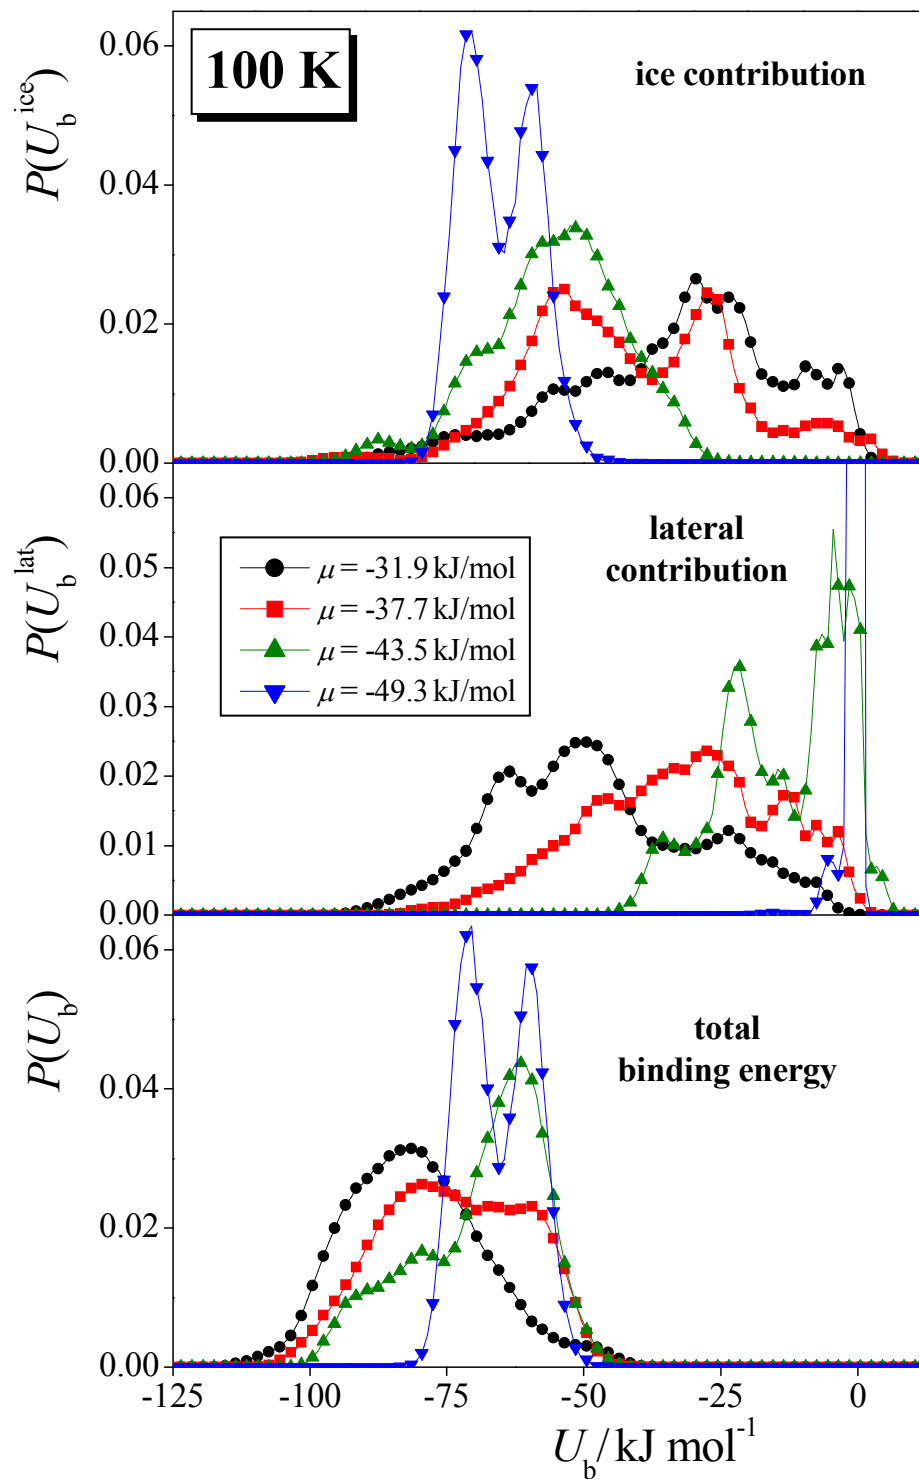 100 K
ice contribution
P(U_b^ice)
0.06
0.04
0.02
0.00
lateral
contribution
P(U_b^lat)
0.06
0.05
0.04
0.03
0.02
0.01
0.00
μ = -31.9 kJ/mol
μ = -37.7 kJ/mol
μ = -43.5 kJ/mol
μ = -49.3 kJ/mol
total
binding energy
P(U_b)
0.06
0.04
0.02
0.00
-125 -100 -75 -50 -25 0
U_b/kJ mol^-1